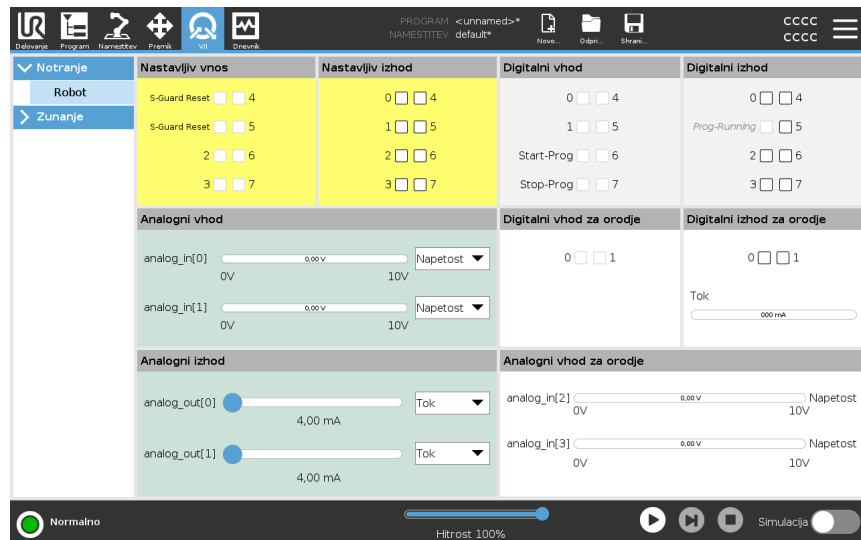 PROGRAM <unnamed>*
NAMESTITEV default*
CCCC
CCCC
Delovanje Program Namestitev Premik V/I Dnevnik Novo... Odpri... Shrani...
Notranje
Robot
Zunanje
Nastavljiv vnos
S-Guard Reset 4
S-Guard Reset 5
2 6
3 7
Nastavljiv izhod
0 4
1 5
2 6
3 7
Digitalni vhod
0 4
1 5
Start-Prog 6
Stop-Prog 7
Digitalni izhod
0 4
Prog-Running 5
2 6
3 7
Analogni vhod
analog_in[0] 0,00 V Napetost
0V 10V
analog_in[1] 0,00 V Napetost
0V 10V
Digitalni vhod za orodje
0 1
Digitalni izhod za orodje
0 1
Tok
000 mA
Analogni izhod
analog_out[0] Tok
4,00 mA
analog_out[1] Tok
4,00 mA
Analogni vhod za orodje
analog_in[2] 0,00 V Napetost
0V 10V
analog_in[3] 0,00 V Napetost
0V 10V
Normalno
Hitrost 100%
Simulacija